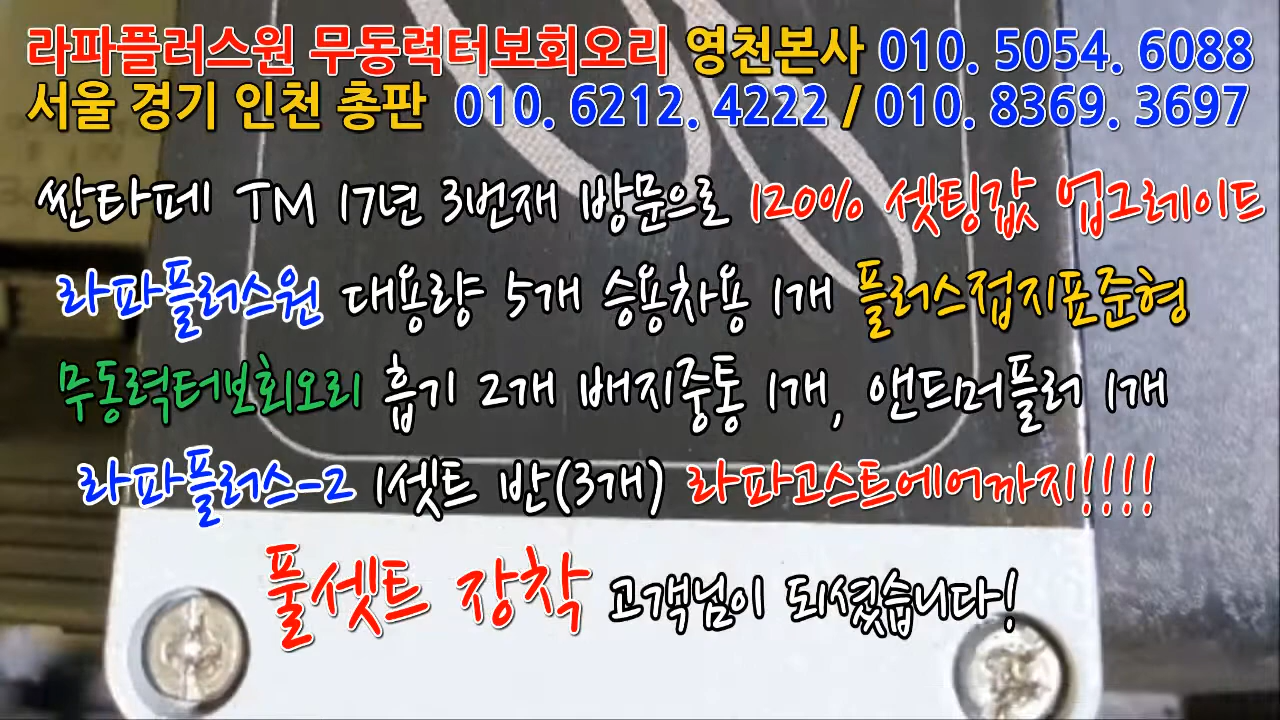 라파플러스원 무동력터보회오리 영천본사 010. 5054. 6088
서울 경기 인천 총판 010. 6212. 4222 / 010. 8369. 3697
싼타페 TM 17년 3번재 방문으로 120% 셋팅값 업그레이드
라파플러스원 대용량 5개 승용차용 1개 플러스접지표준형
무동력터보회오리 흡기 2개 배지중통 1개, 앤드머플러 1개
라파플러스-2 1셋트 반(3개) 라파고스트에어까지!!!!
풀셋트 장착 고객님이 되셨습니다!